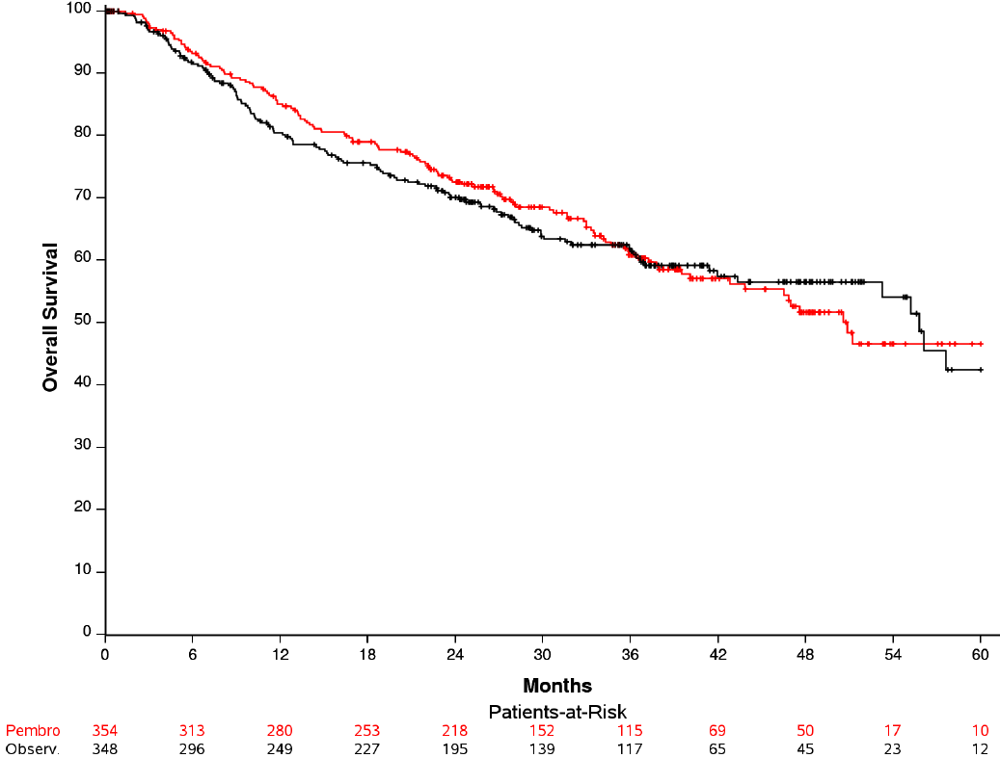 100
90
80
70
60
50
40
30
20
10
0
Overall Survival
0 6 12 18 24 30 36 42 48 54 60
Months
Patients-at-Risk
Pembro 354 313 280 253 218 152 115 69 50 17 10
Observ. 348 296 249 227 195 139 117 65 45 23 12